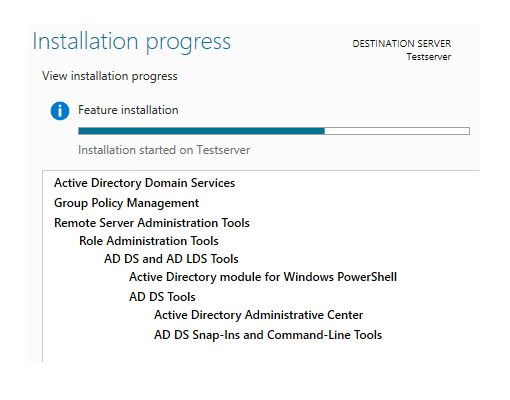 Installation progress
DESTINATION SERVER
Testserver
View installation progress
Feature installation
Installation started on Testserver
Active Directory Domain Services
Group Policy Management
Remote Server Administration Tools
Role Administration Tools
AD DS and AD LDS Tools
Active Directory module for Windows PowerShell
AD DS Tools
Active Directory Administrative Center
AD DS Snap-Ins and Command-Line Tools